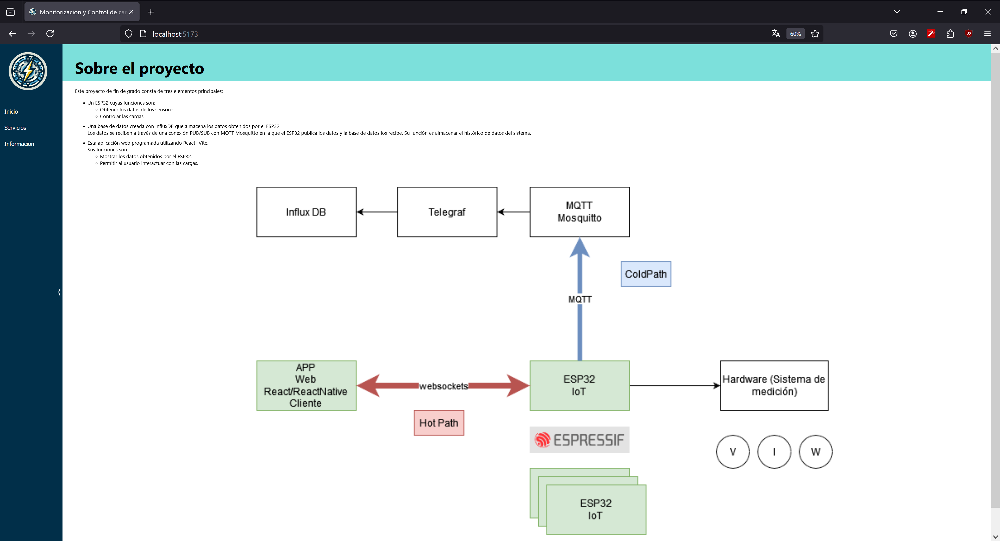 Monitorizacion y Control de car
localhost:5173
60%
Inicio
Servicios
Informacion
Sobre el proyecto
Este proyecto de fin de grado consta de tres elementos principales:
Un ESP32 cuyas funciones son:
Obtener los datos de los sensores.
Controlar las cargas.
Una base de datos creada con InfluxDB que almacena los datos obtenidos por el ESP32.
Los datos se reciben a través de una conexión PUB/SUB con MQTT Mosquitto en la que el ESP32 publica los datos y la base de datos los recibe. Su función es almacenar el histórico de datos del sistema.
Esta aplicación web programada utilizando React+Vite.
Sus funciones son:
Mostrar los datos obtenidos por el ESP32.
Permitir al usuario interactuar con las cargas.
Influx DB
Telegraf
MQTT
Mosquitto
ColdPath
MQTT
APP
Web
React/ReactNative
Cliente
websockets
ESP32
IoT
Hardware (Sistema de
medición)
Hot Path
ESPRESSIF
V
I
W
ESP32
IoT